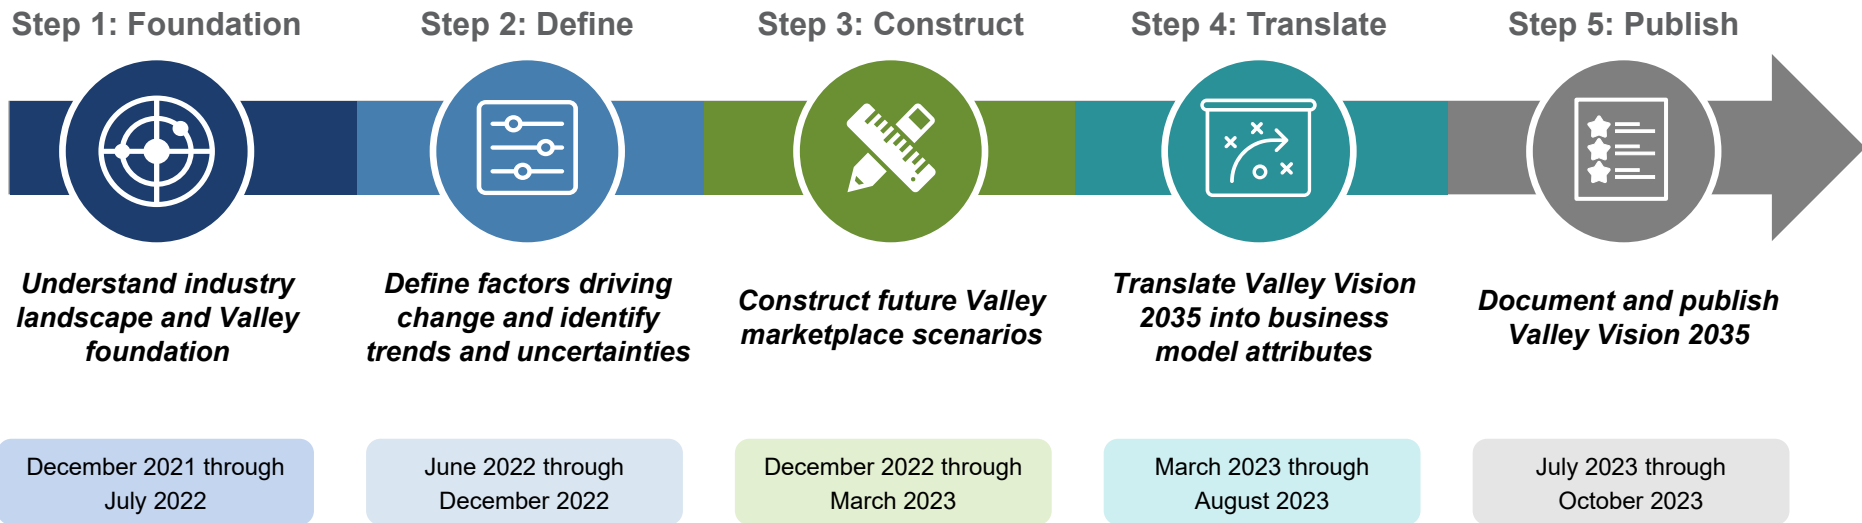 Step 1: Foundation
Step 2: Define
Step 3: Construct
Step 4: Translate
Step 5: Publish
Understand industry
landscape and Valley
foundation
Define factors driving
change and identify
trends and uncertainties
Construct future Valley
marketplace scenarios
Translate Valley Vision
2035 into business
model attributes
Document and publish
Valley Vision 2035
December 2021 through
July 2022
June 2022 through
December 2022
December 2022 through
March 2023
March 2023 through
August 2023
July 2023 through
October 2023